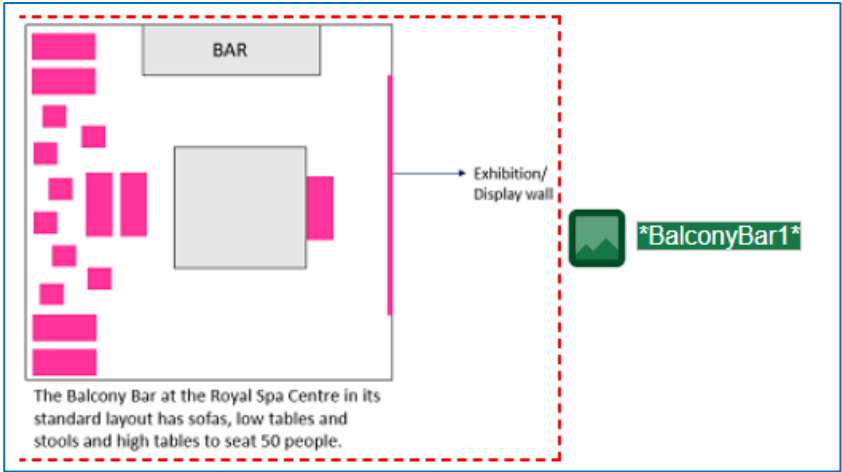 BAR
Exhibition/
Display wall
*BalconyBar1*
The Balcony Bar at the Royal Spa Centre in its
standard layout has sofas, low tables and
stools and high tables to seat 50 people.